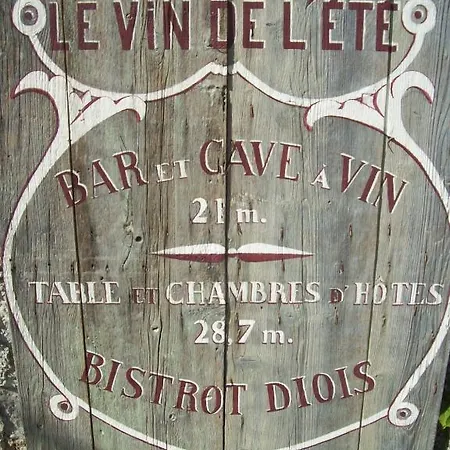 LE ViN DE L'ÉTÉ
BAR ET CAVE À VIN
21 m.
TABLE ET CHAMBRES D'HÔTES
28,7 m.
BISTROT DIOIS